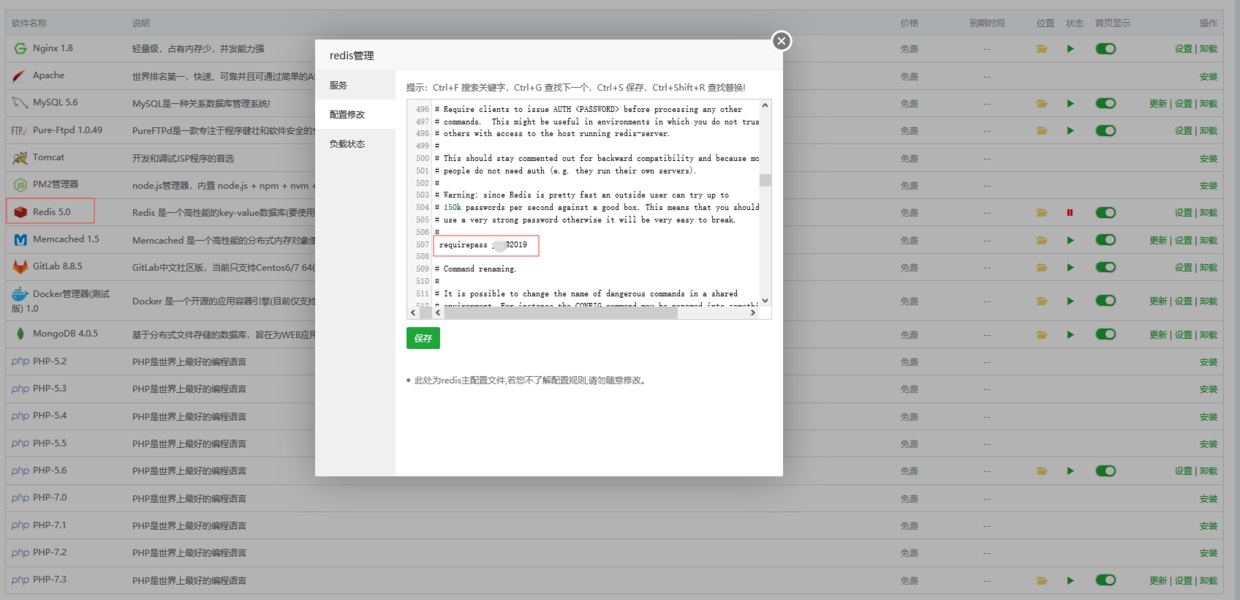 软件名称 说明 价格 到期时间 位置 状态 首页显示 操作
Nginx 1.8 轻量级，占有内存少，并发能力强 免费 -- 设置 | 卸载
Apache 世界排名第一，快速、可靠并且可通过简单的A 免费 -- 安装
MySQL 5.6 MySQL是一种关系数据库管理系统! 免费 -- 更新 | 设置 | 卸载
Pure-Ftpd 1.0.49 PureFTPd是一款专注于程序健壮和软件安全的 免费 -- 设置 | 卸载
Tomcat 开发和调试JSP程序的首选 免费 -- 安装
PM2管理器 node.js管理器，内置 node.js + npm + nvm + 免费 -- 安装
Redis 5.0 Redis 是一个高性能的key-value数据库(要使用 免费 -- 设置 | 卸载
Memcached 1.5 Memcached 是一个高性能的分布式内存对象 免费 -- 更新 | 设置 | 卸载
GitLab 8.8.5 GitLab中文社区版，当前只支持Centos6/7 64 免费 -- 设置 | 卸载
Docker管理器(测试
版) 1.0 Docker 是一个开源的应用容器引擎(目前仅支持 免费 -- 更新 | 设置 | 卸载
MongoDB 4.0.5 基于分布式文件存储的数据库，旨在为WEB应用 免费 -- 更新 | 设置 | 卸载
php PHP-5.2 PHP是世界上最好的编程语言 免费 -- 安装
php PHP-5.3 PHP是世界上最好的编程语言 免费 -- 安装
php PHP-5.4 PHP是世界上最好的编程语言 免费 -- 安装
php PHP-5.5 PHP是世界上最好的编程语言 免费 -- 安装
php PHP-5.6 PHP是世界上最好的编程语言 免费 -- 设置 | 卸载
php PHP-7.0 PHP是世界上最好的编程语言 免费 -- 安装
php PHP-7.1 PHP是世界上最好的编程语言 免费 -- 安装
php PHP-7.2 PHP是世界上最好的编程语言 免费 -- 安装
php PHP-7.3 PHP是世界上最好的编程语言 免费 -- 更新 | 设置 | 卸载
redis管理
服务
配置修改
负载状态
提示：Ctrl+F 搜索关键字，Ctrl+G 查找下一个，Ctrl+S 保存，Ctrl+Shift+R 查找替换!
496 # Require clients to issue AUTH <PASSWORD> before processing any other
497 # commands.  This might be useful in environments in which you do not trus
498 # others with access to the host running redis-server.
499 #
500 # This should stay commented out for backward compatibility and because mo
501 # people do not need auth (e.g. they run their own servers).
502 #
503 # Warning: since Redis is pretty fast an outside user can try up to
504 # 150k passwords per second against a good box. This means that you should
505 # use a very strong password otherwise it will be very easy to break.
506 #
507 requirepass 2019
508
509 # Command renaming.
510 #
511 # It is possible to change the name of dangerous commands in a shared
512 # environment. For instance the CONFIG command may be renamed into somethi
保存
此处为redis主配置文件,若您不了解配置规则,请勿随意修改。